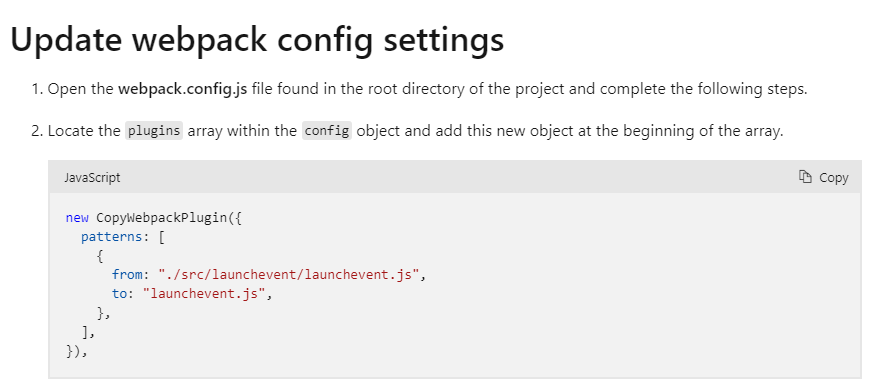 Update webpack config settings
1. Open the webpack.config.js file found in the root directory of the project and complete the following steps.
2. Locate the plugins array within the config object and add this new object at the beginning of the array.
JavaScript Copy
new CopyWebpackPlugin({
  patterns: [
    {
      from: "./src/launchevent/launchevent.js",
      to: "launchevent.js",
    },
  ],
}),